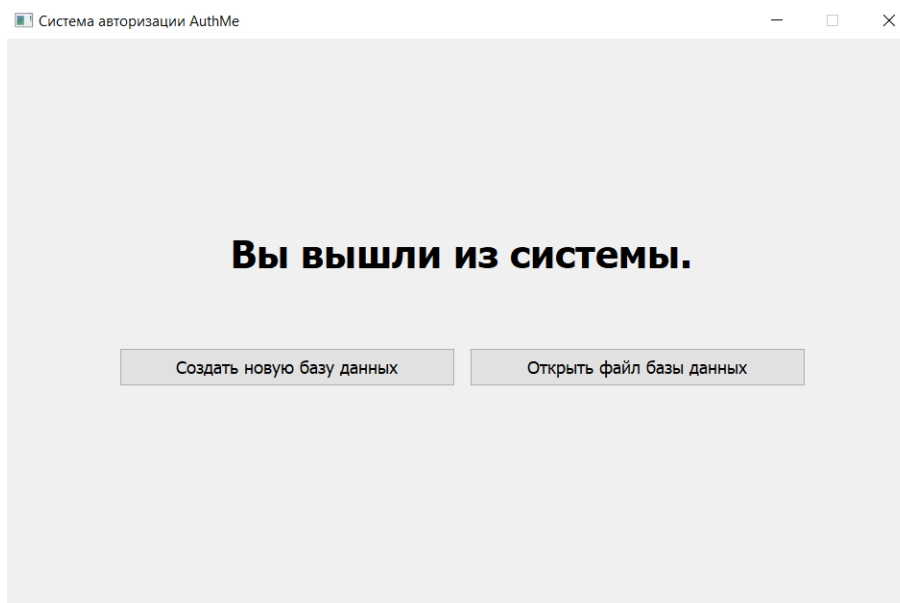 Система авторизации AuthMe
Вы вышли из системы.
Создать новую базу данных
Открыть файл базы данных